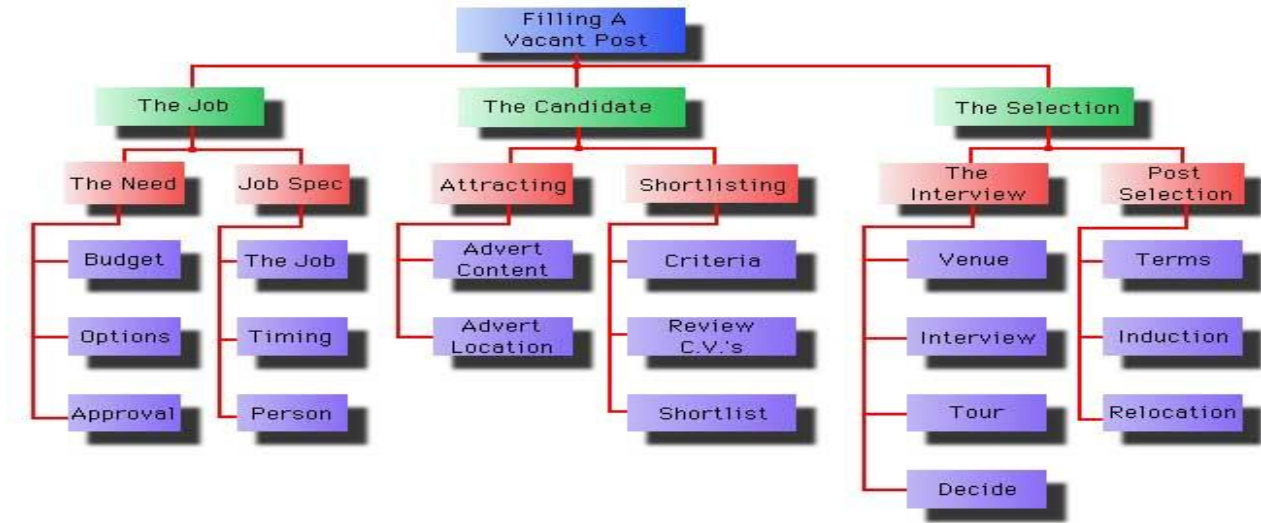 Filling A
Vacant Post
The Job
The Candidate
The Selection
The Need
Job Spec
Attracting
Shortlisting
The
Interview
Post
Selection
Budget
The Job
Advert
Content
Criteria
Venue
Terms
Options
Timing
Advert
Location
Review
C.V.'s
Interview
Induction
Approval
Person
Shortlist
Tour
Relocation
Decide